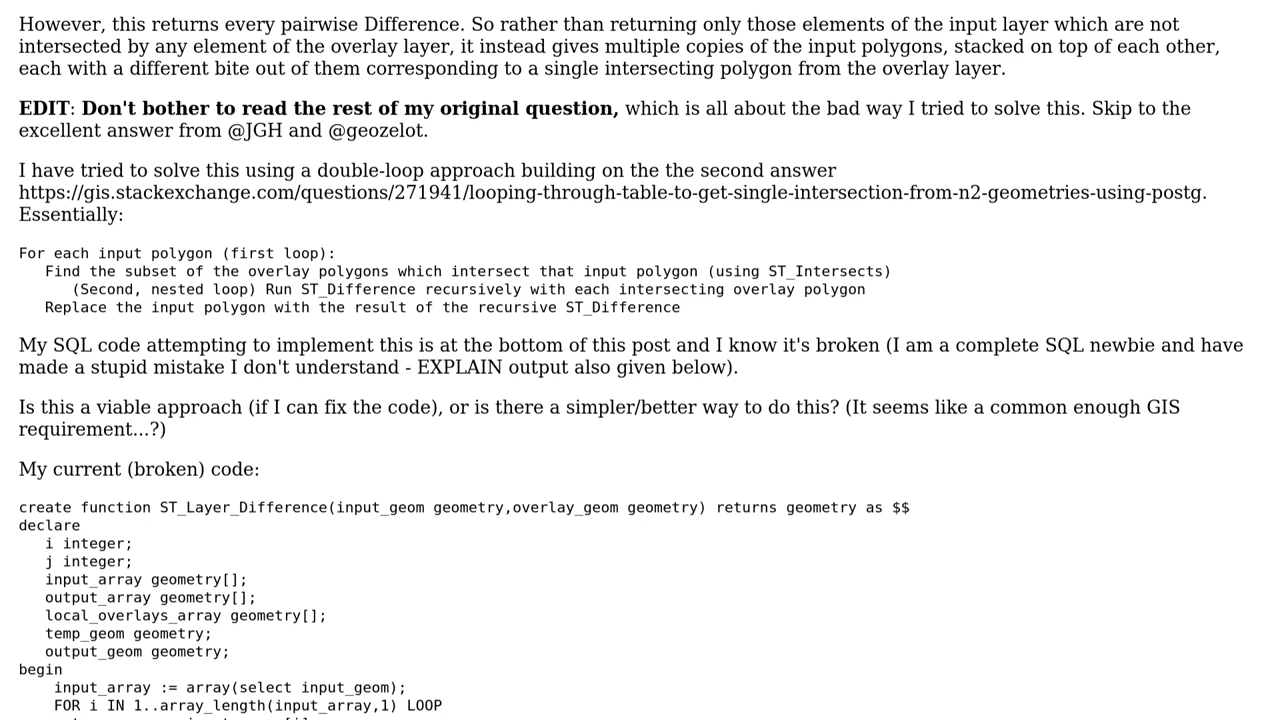 However, this returns every pairwise Difference. So rather than returning only those elements of the input layer which are not
intersected by any element of the overlay layer, it instead gives multiple copies of the input polygons, stacked on top of each other,
each with a different bite out of them corresponding to a single intersecting polygon from the overlay layer.
EDIT: Don't bother to read the rest of my original question, which is all about the bad way I tried to solve this. Skip to the
excellent answer from @JGH and @geozelot.
I have tried to solve this using a double-loop approach building on the the second answer
https://gis.stackexchange.com/questions/271941/looping-through-table-to-get-single-intersection-from-n2-geometries-using-postg.
Essentially:
For each input polygon (first loop):
   Find the subset of the overlay polygons which intersect that input polygon (using ST_Intersects)
      (Second, nested loop) Run ST_Difference recursively with each intersecting overlay polygon
   Replace the input polygon with the result of the recursive ST_Difference
My SQL code attempting to implement this is at the bottom of this post and I know it's broken (I am a complete SQL newbie and have
made a stupid mistake I don't understand - EXPLAIN output also given below).
Is this a viable approach (if I can fix the code), or is there a simpler/better way to do this? (It seems like a common enough GIS
requirement...?)
My current (broken) code:
create function ST_Layer_Difference(input_geom geometry,overlay_geom geometry) returns geometry as $$
declare
   i integer;
   j integer;
   input_array geometry[];
   output_array geometry[];
   local_overlays_array geometry[];
   temp_geom geometry;
   output_geom geometry;
begin
    input_array := array(select input_geom);
    FOR i IN 1..array_length(input_array,1) LOOP